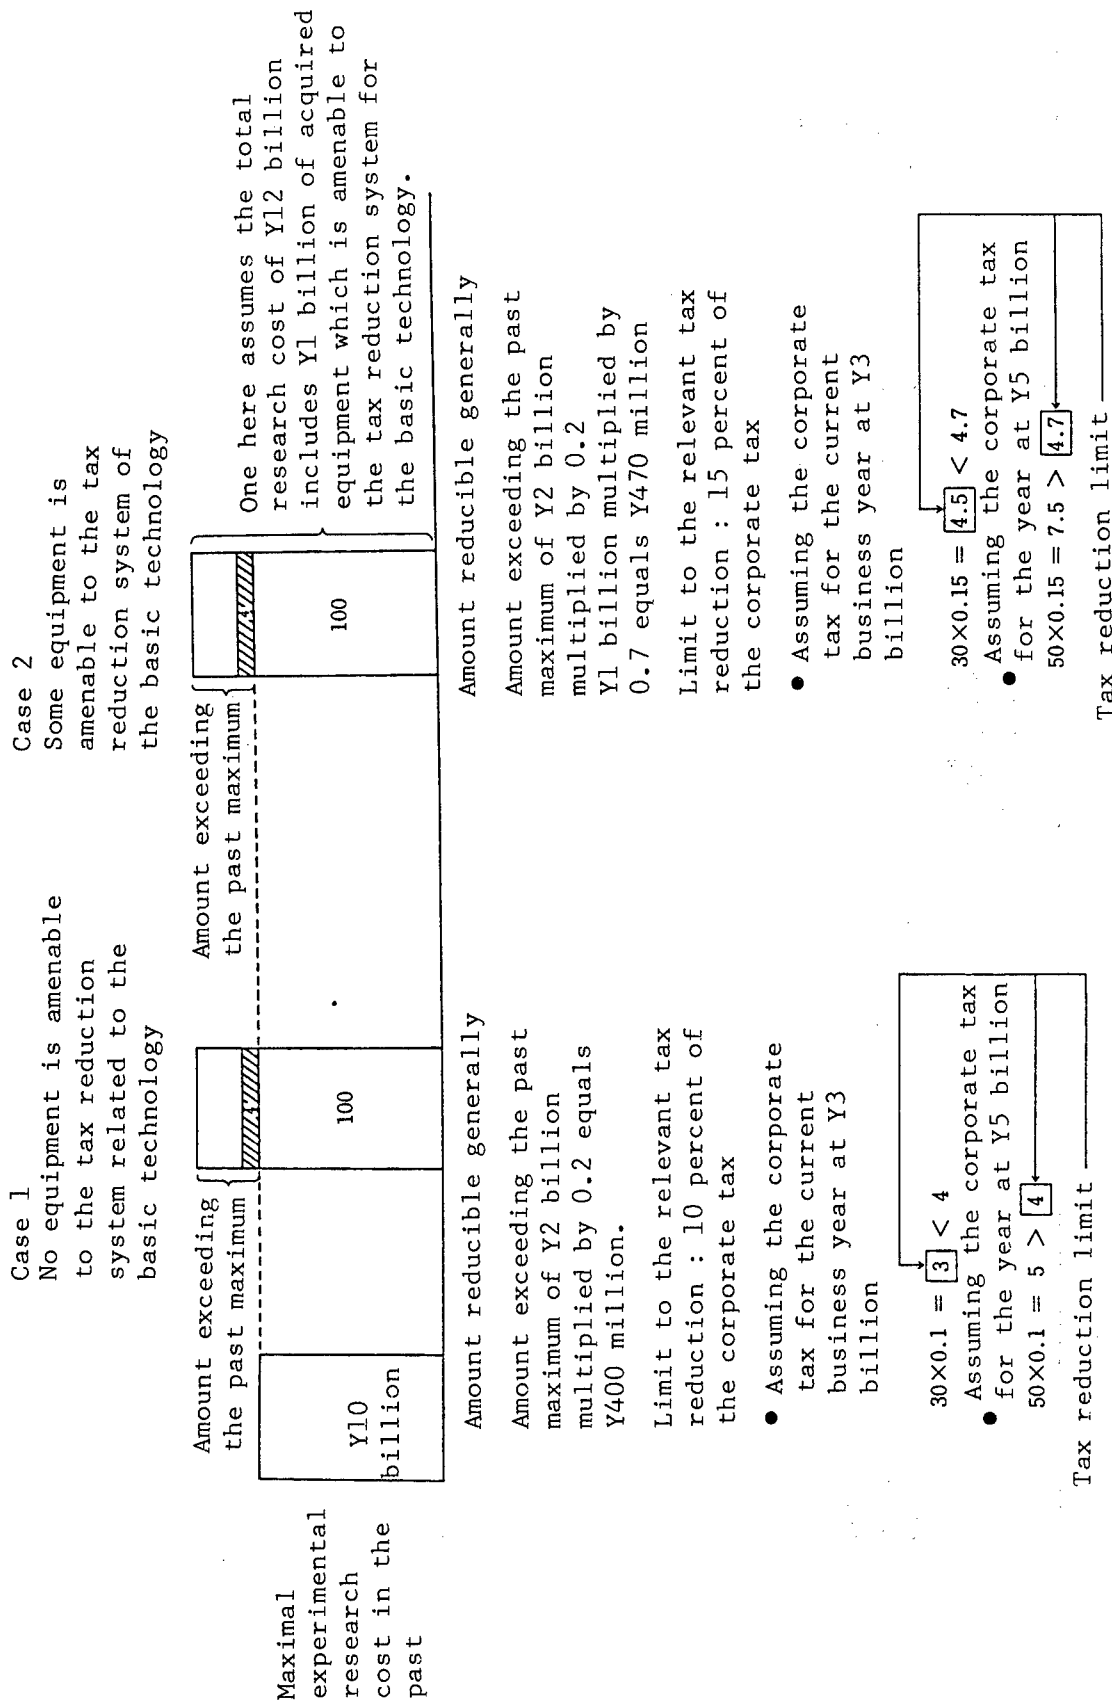 Case 1
No equipment is amenable
to the tax reduction
system related to the
basic technology
Case 2
Some equipment is
amenable to the tax
reduction system of
the basic technology
Maximal
experimental
research
cost in the
past
Y10
billion
Amount exceeding
the past maximum
100
Amount exceeding
the past maximum
100
One here assumes the total
research cost of Y12 billion
includes Y1 billion of acquired
equipment which is amenable to
the tax reduction system for
the basic technology.
Amount reducible generally
Amount exceeding the past
maximum of Y2 billion
multiplied by 0.2 equals
Y400 million.
Limit to the relevant tax
reduction : 10 percent of
the corporate tax
● Assuming the corporate
tax for the current
business year at Y3
billion
30×0.1 = 3 < 4
● Assuming the corporate tax
for the year at Y5 billion
50×0.1 = 5 > 4
Tax reduction limit
Amount reducible generally
Amount exceeding the past
maximum of Y2 billion
multiplied by 0.2
Y1 billion multiplied by
0.7 equals Y470 million
Limit to the relevant tax
reduction : 15 percent of
the corporate tax
● Assuming the corporate
tax for the current
business year at Y3
billion
30×0.15 = 4.5 < 4.7
● Assuming the corporate tax
for the year at Y5 billion
50×0.15 = 7.5 > 4.7
Tax reduction limit